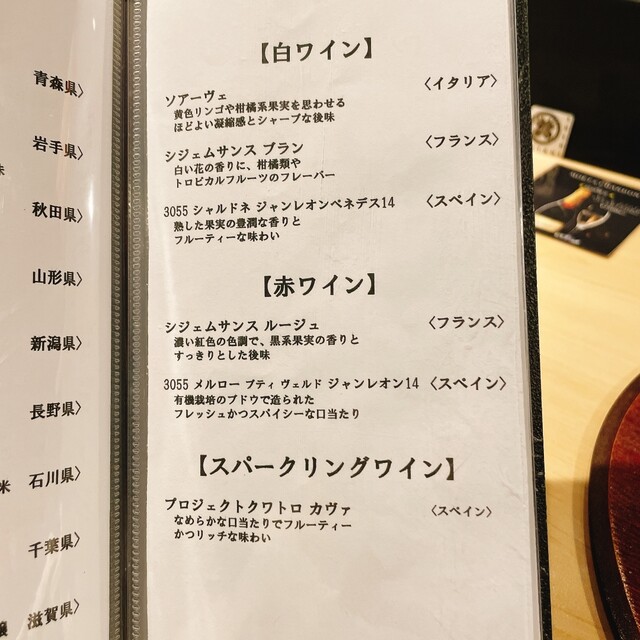 青森県〉
岩手県〉
味
秋田県〉
山形県〉
新潟県〉
長野県〉
米 石川県〉
千葉県〉
滋賀県〉
【白ワイン】
ソアーヴェ 〈イタリア〉
黄色リンゴや柑橘系果実を思わせる
ほどよい凝縮感とシャープな後味
シジェムサンス ブラン 〈フランス〉
白い花の香りに、柑橘類や
トロピカルフルーツのフレーバー
3055 シャルドネ ジャンレオンペネデス14 〈スペイン〉
熟した果実の豊潤な香りと
フルーティーな味わい
【赤ワイン】
シジェムサンス ルージュ 〈フランス〉
濃い紅色の色調で、黒系果実の香りと
すっきりとした後味
3055 メルロー プティ ヴェルド ジャンレオン14 〈スペイン〉
有機栽培のブドウで造られた
フレッシュかつスパイシーな口当たり
【スパークリングワイン】
プロジェクトクワトロ カヴァ 〈スペイン〉
なめらかな口当たりでフルーティー
かつリッチな味わい